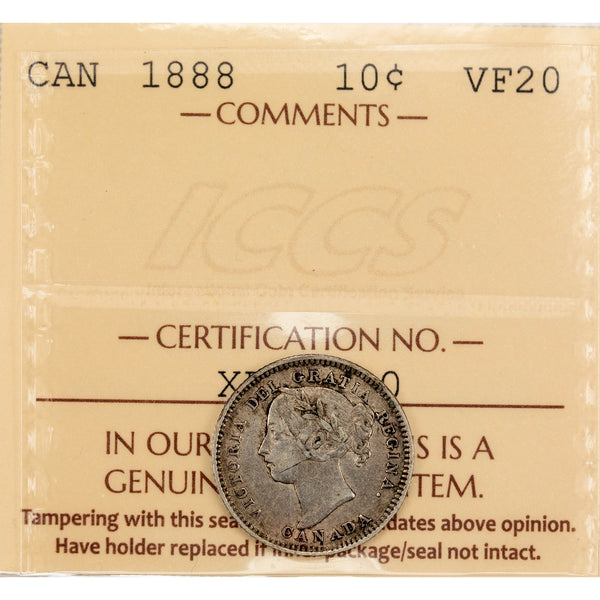 CAN 1888 10¢ VF20
— COMMENTS —
ICCS
— CERTIFICATION NO. —
IN OUR S IS A
GENUIN TEM.
Tampering with this sea dates above opinion.
Have holder replaced if package/seal not intact.
VICTORIA DEI GRATIA REGINA.
CANADA